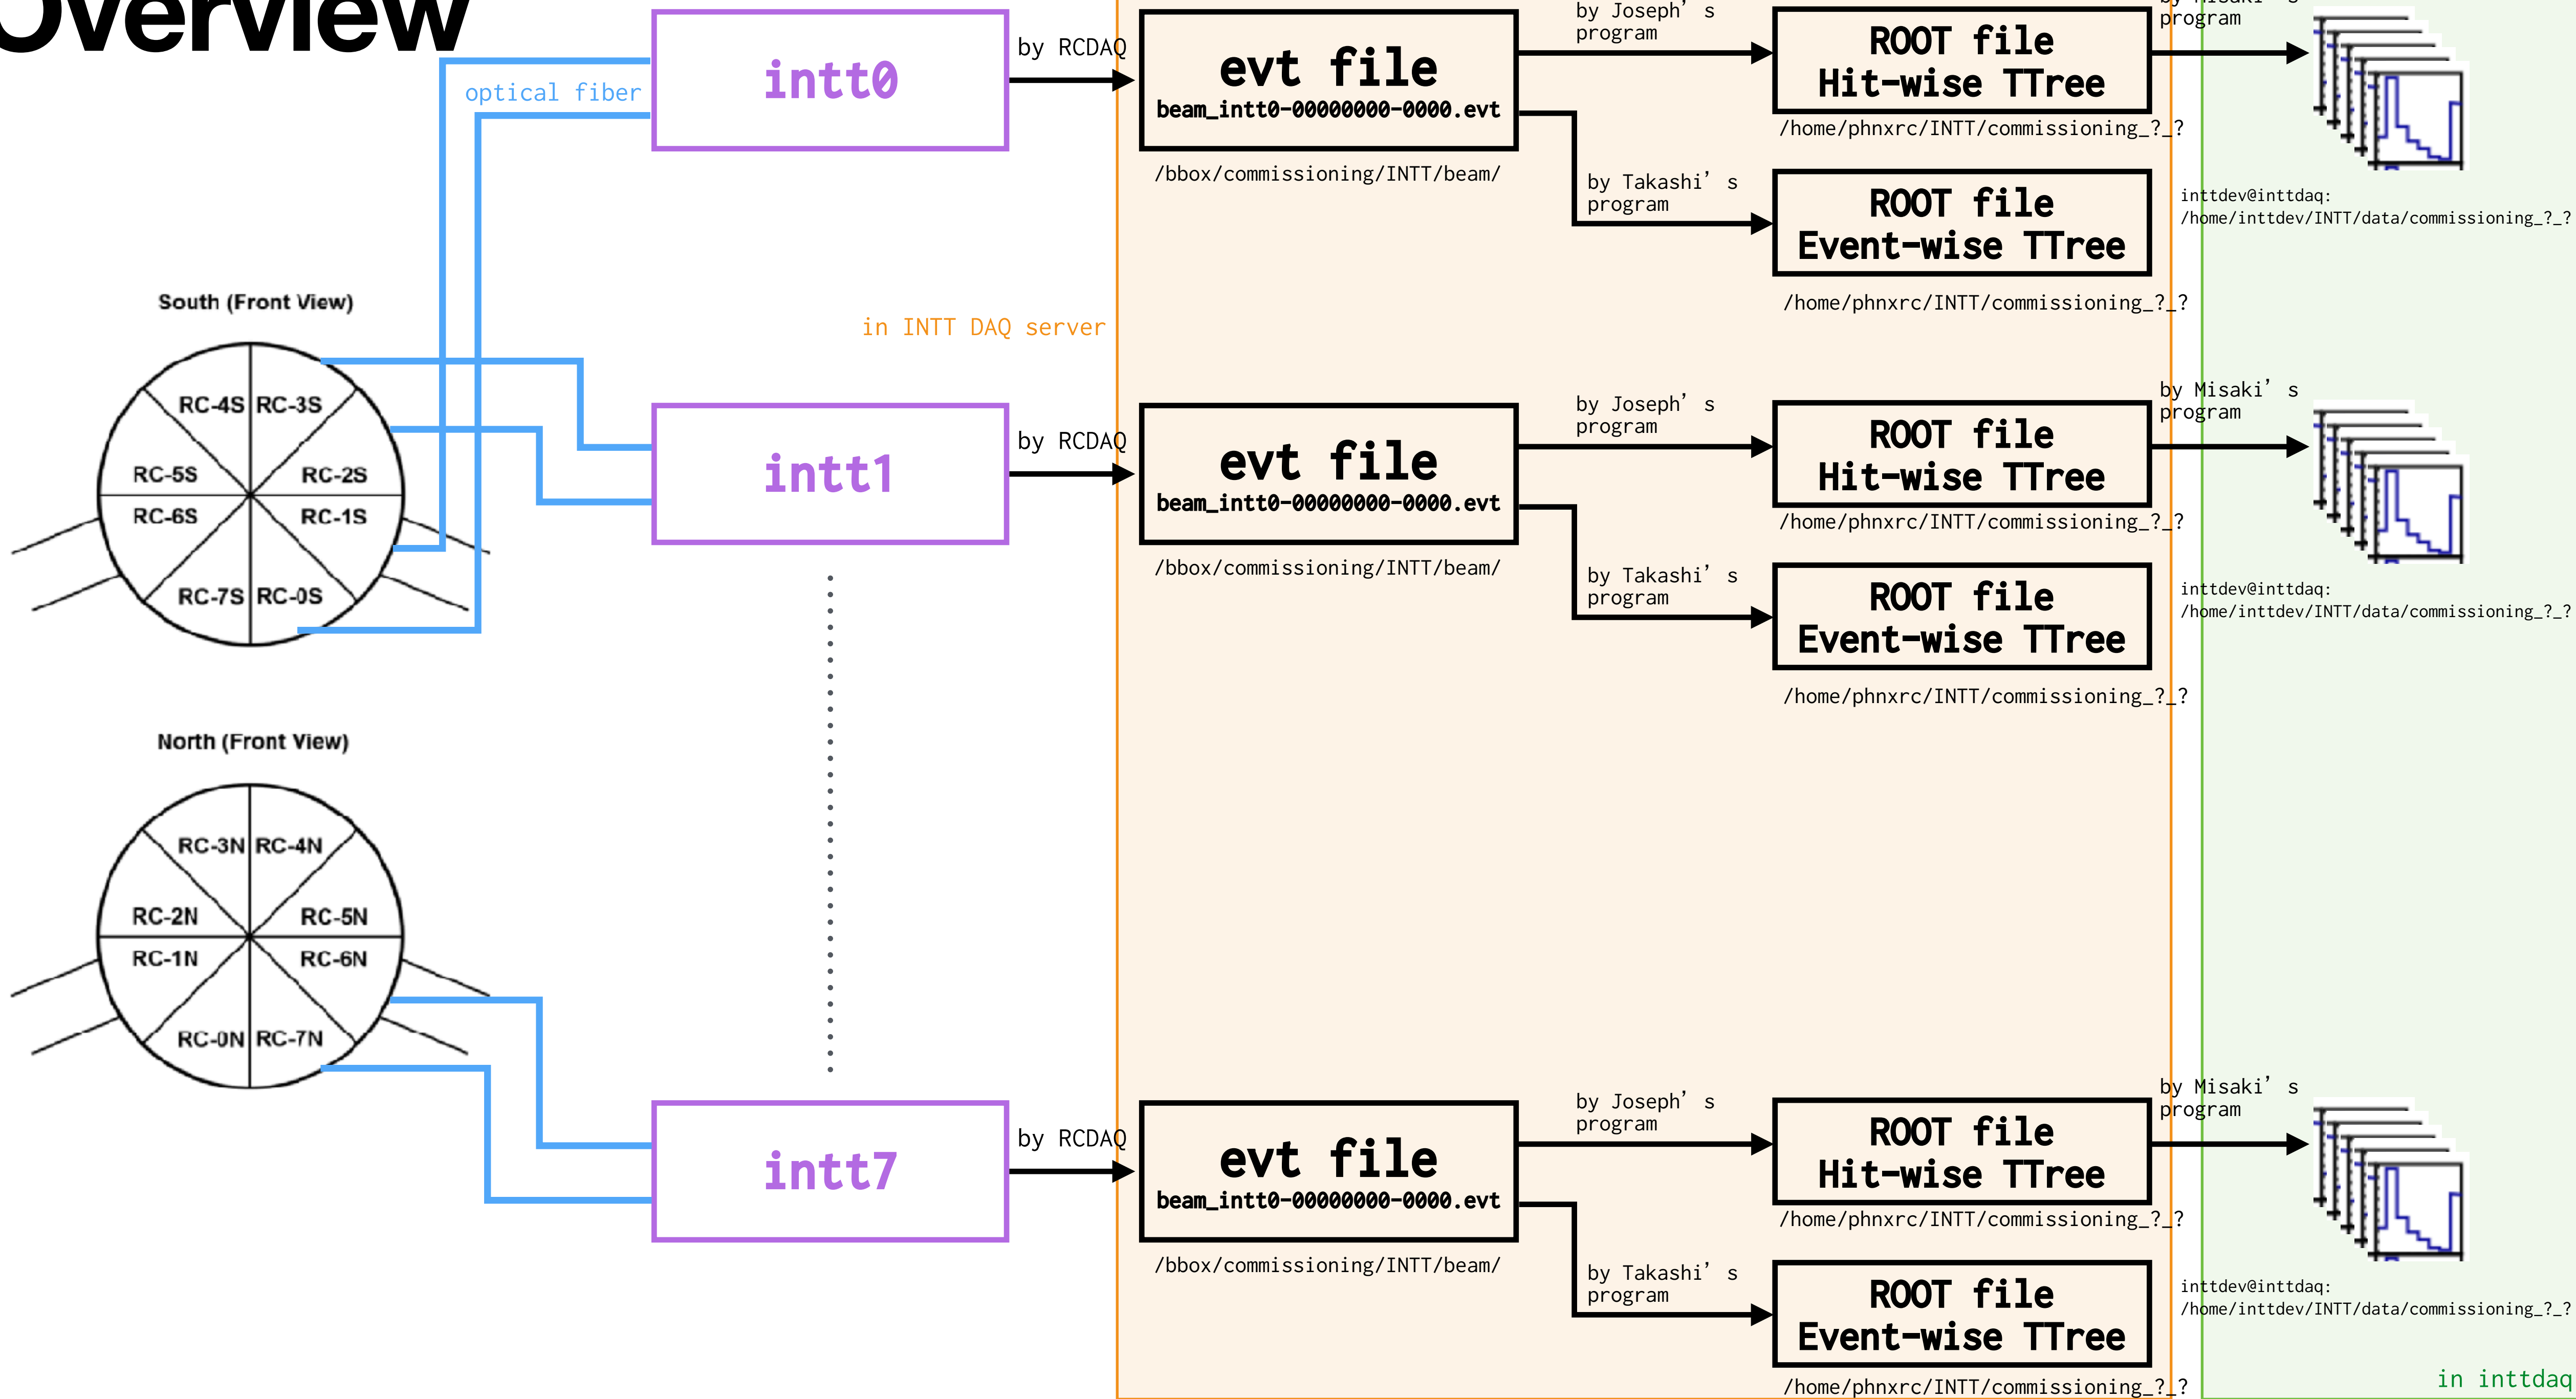 Overview
intt0
optical fiber
by RCDAQ
evt file
beam_intt0-00000000-0000.evt
/bbox/commissioning/INTT/beam/
by Joseph’s
program
ROOT file
Hit-wise TTree
/home/phnxrc/INTT/commissioning_?_?
by Takashi’s
program
ROOT file
Event-wise TTree
/home/phnxrc/INTT/commissioning_?_?
by Misaki’s
program
inttdev@inttdaq:
/home/inttdev/INTT/data/commissioning_?_?
in INTT DAQ server
South (Front View)
RC-4S RC-3S
RC-5S RC-2S
RC-6S RC-1S
RC-7S RC-0S
intt1
by RCDAQ
evt file
beam_intt0-00000000-0000.evt
/bbox/commissioning/INTT/beam/
by Joseph’s
program
ROOT file
Hit-wise TTree
/home/phnxrc/INTT/commissioning_?_?
by Takashi’s
program
ROOT file
Event-wise TTree
/home/phnxrc/INTT/commissioning_?_?
by Misaki’s
program
inttdev@inttdaq:
/home/inttdev/INTT/data/commissioning_?_?
North (Front View)
RC-3N RC-4N
RC-2N RC-5N
RC-1N RC-6N
RC-0N RC-7N
intt7
by RCDAQ
evt file
beam_intt0-00000000-0000.evt
/bbox/commissioning/INTT/beam/
by Joseph’s
program
ROOT file
Hit-wise TTree
/home/phnxrc/INTT/commissioning_?_?
by Takashi’s
program
ROOT file
Event-wise TTree
/home/phnxrc/INTT/commissioning_?_?
by Misaki’s
program
inttdev@inttdaq:
/home/inttdev/INTT/data/commissioning_?_?
in inttdaq